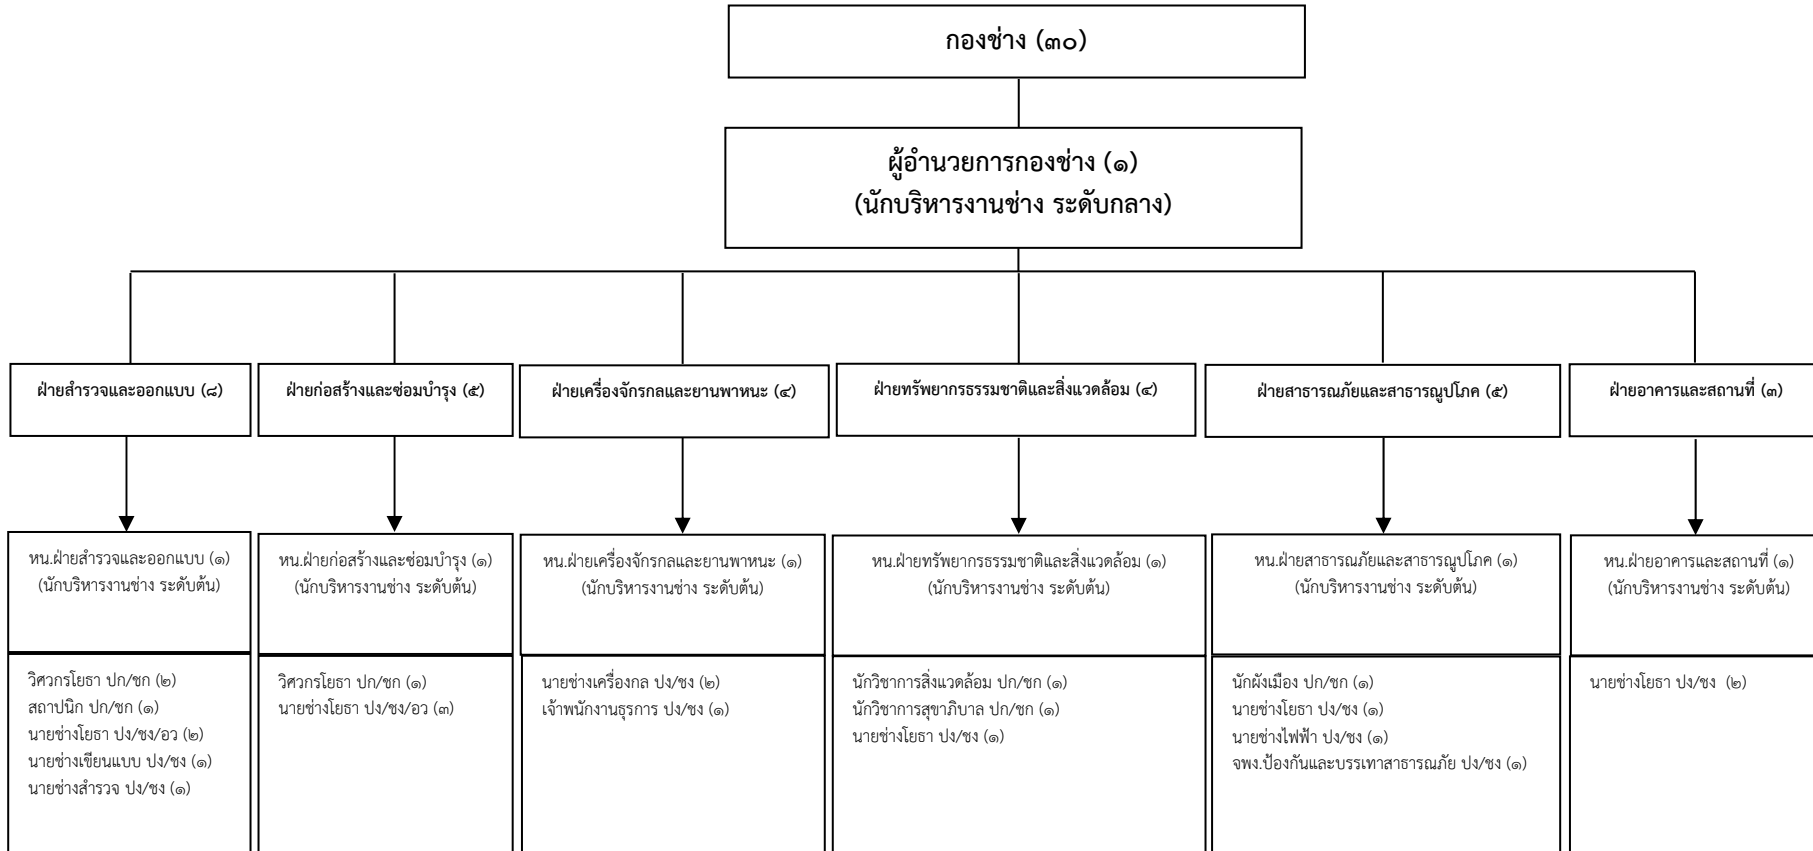 กองช่าง (๓๐)
ผู้อำนวยการกองช่าง (๑)
(นักบริหารงานช่าง ระดับกลาง)
ฝ่ายสำรวจและออกแบบ (๘)
ฝ่ายก่อสร้างและซ่อมบำรุง (๕)
ฝ่ายเครื่องจักรกลและยานพาหนะ (๔)
ฝ่ายทรัพยากรธรรมชาติและสิ่งแวดล้อม (๔)
ฝ่ายสาธารณภัยและสาธารณูปโภค (๕)
ฝ่ายอาคารและสถานที่ (๓)
หน.ฝ่ายสำรวจและออกแบบ (๑)
(นักบริหารงานช่าง ระดับต้น)
หน.ฝ่ายก่อสร้างและซ่อมบำรุง (๑)
(นักบริหารงานช่าง ระดับต้น)
หน.ฝ่ายเครื่องจักรกลและยานพาหนะ (๑)
(นักบริหารงานช่าง ระดับต้น)
หน.ฝ่ายทรัพยากรธรรมชาติและสิ่งแวดล้อม (๑)
(นักบริหารงานช่าง ระดับต้น)
หน.ฝ่ายสาธารณภัยและสาธารณูปโภค (๑)
(นักบริหารงานช่าง ระดับต้น)
หน.ฝ่ายอาคารและสถานที่ (๑)
(นักบริหารงานช่าง ระดับต้น)
วิศวกรโยธา ปก/ชก (๒)
สถาปนิก ปก/ชก (๑)
นายช่างโยธา ปง/ชง/อว (๒)
นายช่างเขียนแบบ ปง/ชง (๑)
นายช่างสำรวจ ปง/ชง (๑)
วิศวกรโยธา ปก/ชก (๑)
นายช่างโยธา ปง/ชง/อว (๓)
นายช่างเครื่องกล ปง/ชง (๒)
เจ้าพนักงานธุรการ ปง/ชง (๑)
นักวิชาการสิ่งแวดล้อม ปก/ชก (๑)
นักวิชาการสุขาภิบาล ปก/ชก (๑)
นายช่างโยธา ปง/ชง (๑)
นักผังเมือง ปก/ชก (๑)
นายช่างโยธา ปง/ชง (๑)
นายช่างไฟฟ้า ปง/ชง (๑)
จพง.ป้องกันและบรรเทาสาธารณภัย ปง/ชง (๑)
นายช่างโยธา ปง/ชง (๒)